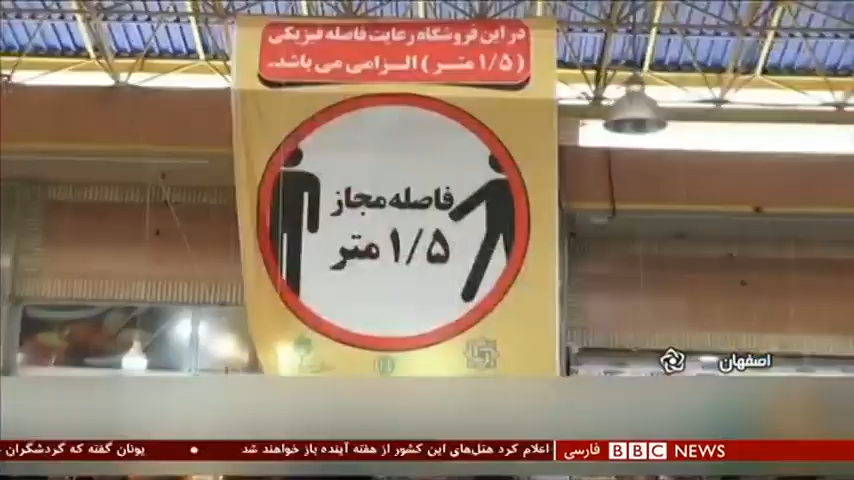 در این فروشگاه رعایت فاصله فیزیکی
(۱/۵ متر) الزامی می باشد.
فاصله مجاز
۱/۵ متر
اصفهان
BBC NEWS فارسی
اعلام کرد هتل‌های این کشور از هفته آینده باز خواهند شد • یونان گفته که گردشگران